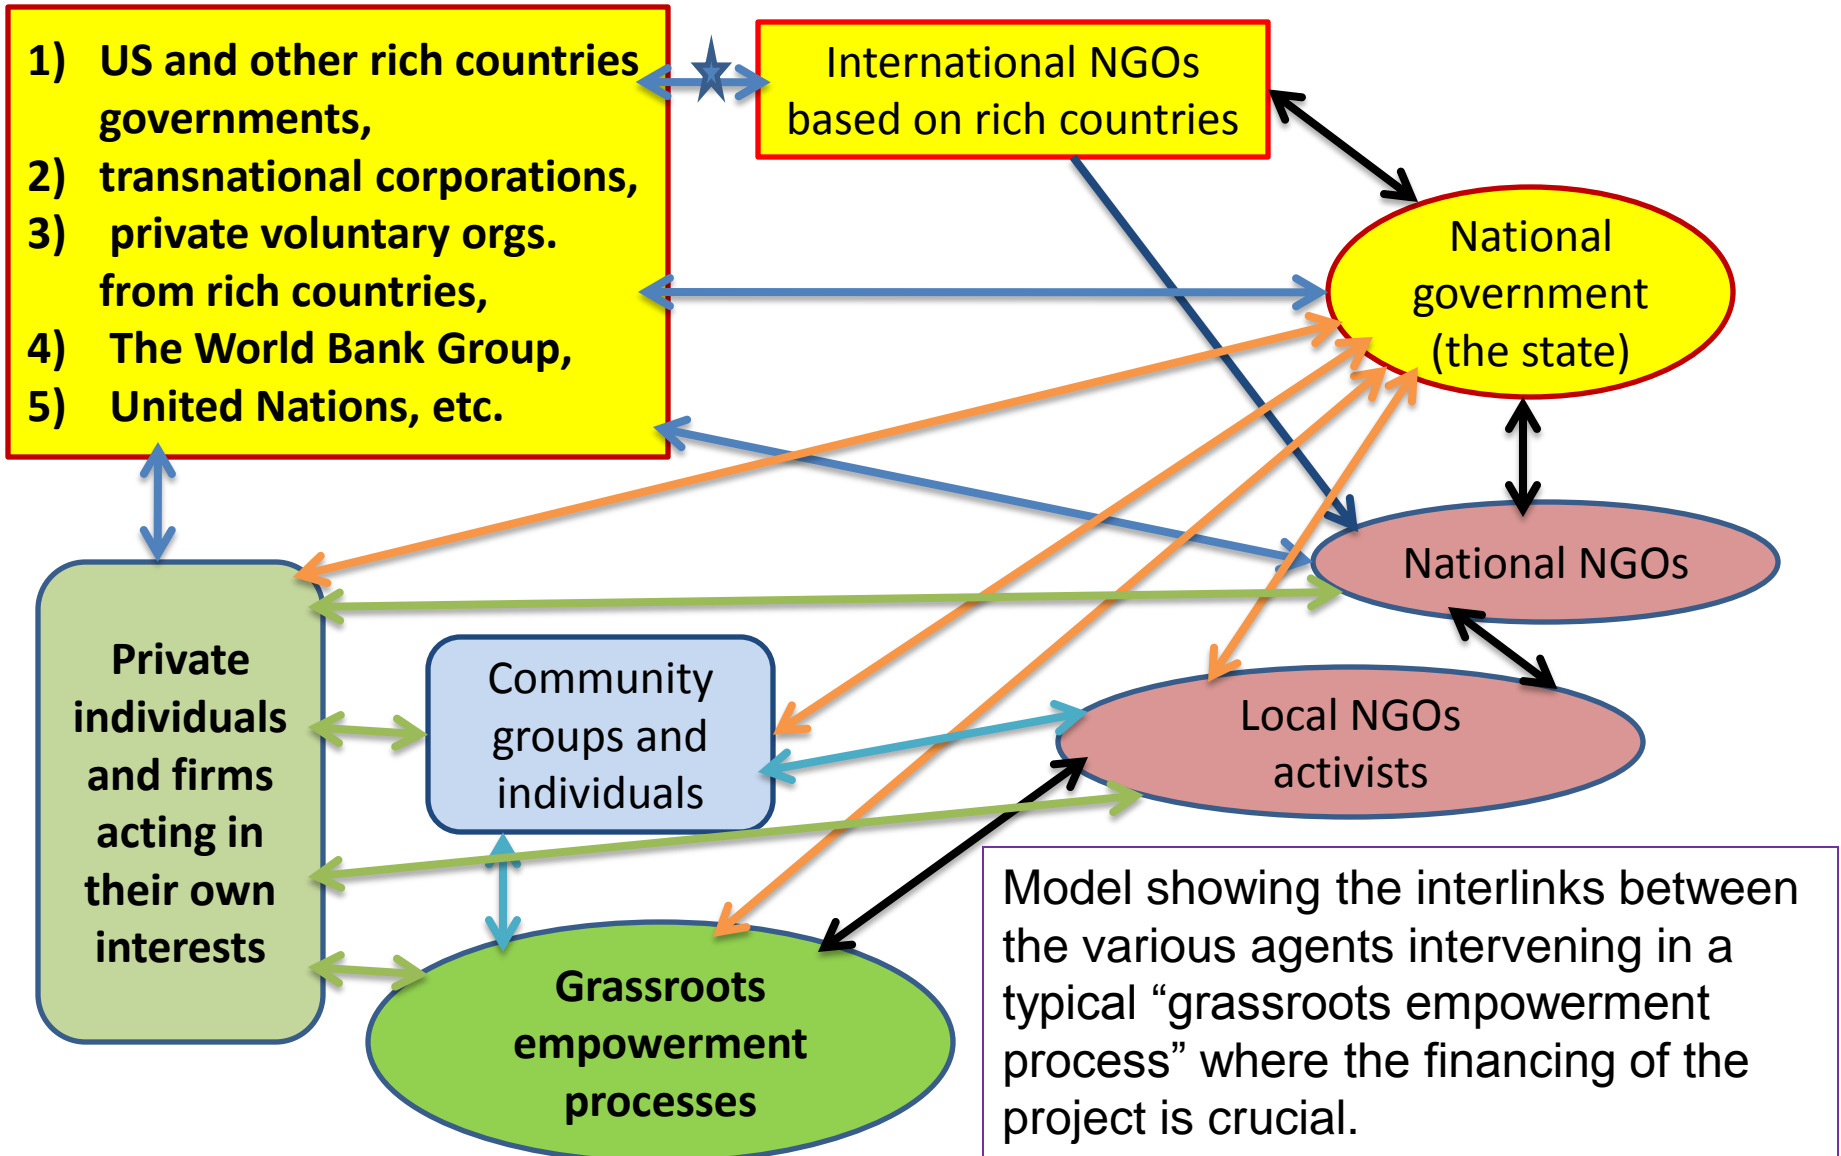 1) US and other rich countries
governments,
2) transnational corporations,
3) private voluntary orgs.
from rich countries,
4) The World Bank Group,
5) United Nations, etc.
International NGOs
based on rich countries
National
government
(the state)
National NGOs
Private
individuals
and firms
acting in
their own
interests
Community
groups and
individuals
Local NGOs
activists
Grassroots
empowerment
processes
Model showing the interlinks between
the various agents intervening in a
typical “grassroots empowerment
process” where the financing of the
project is crucial.